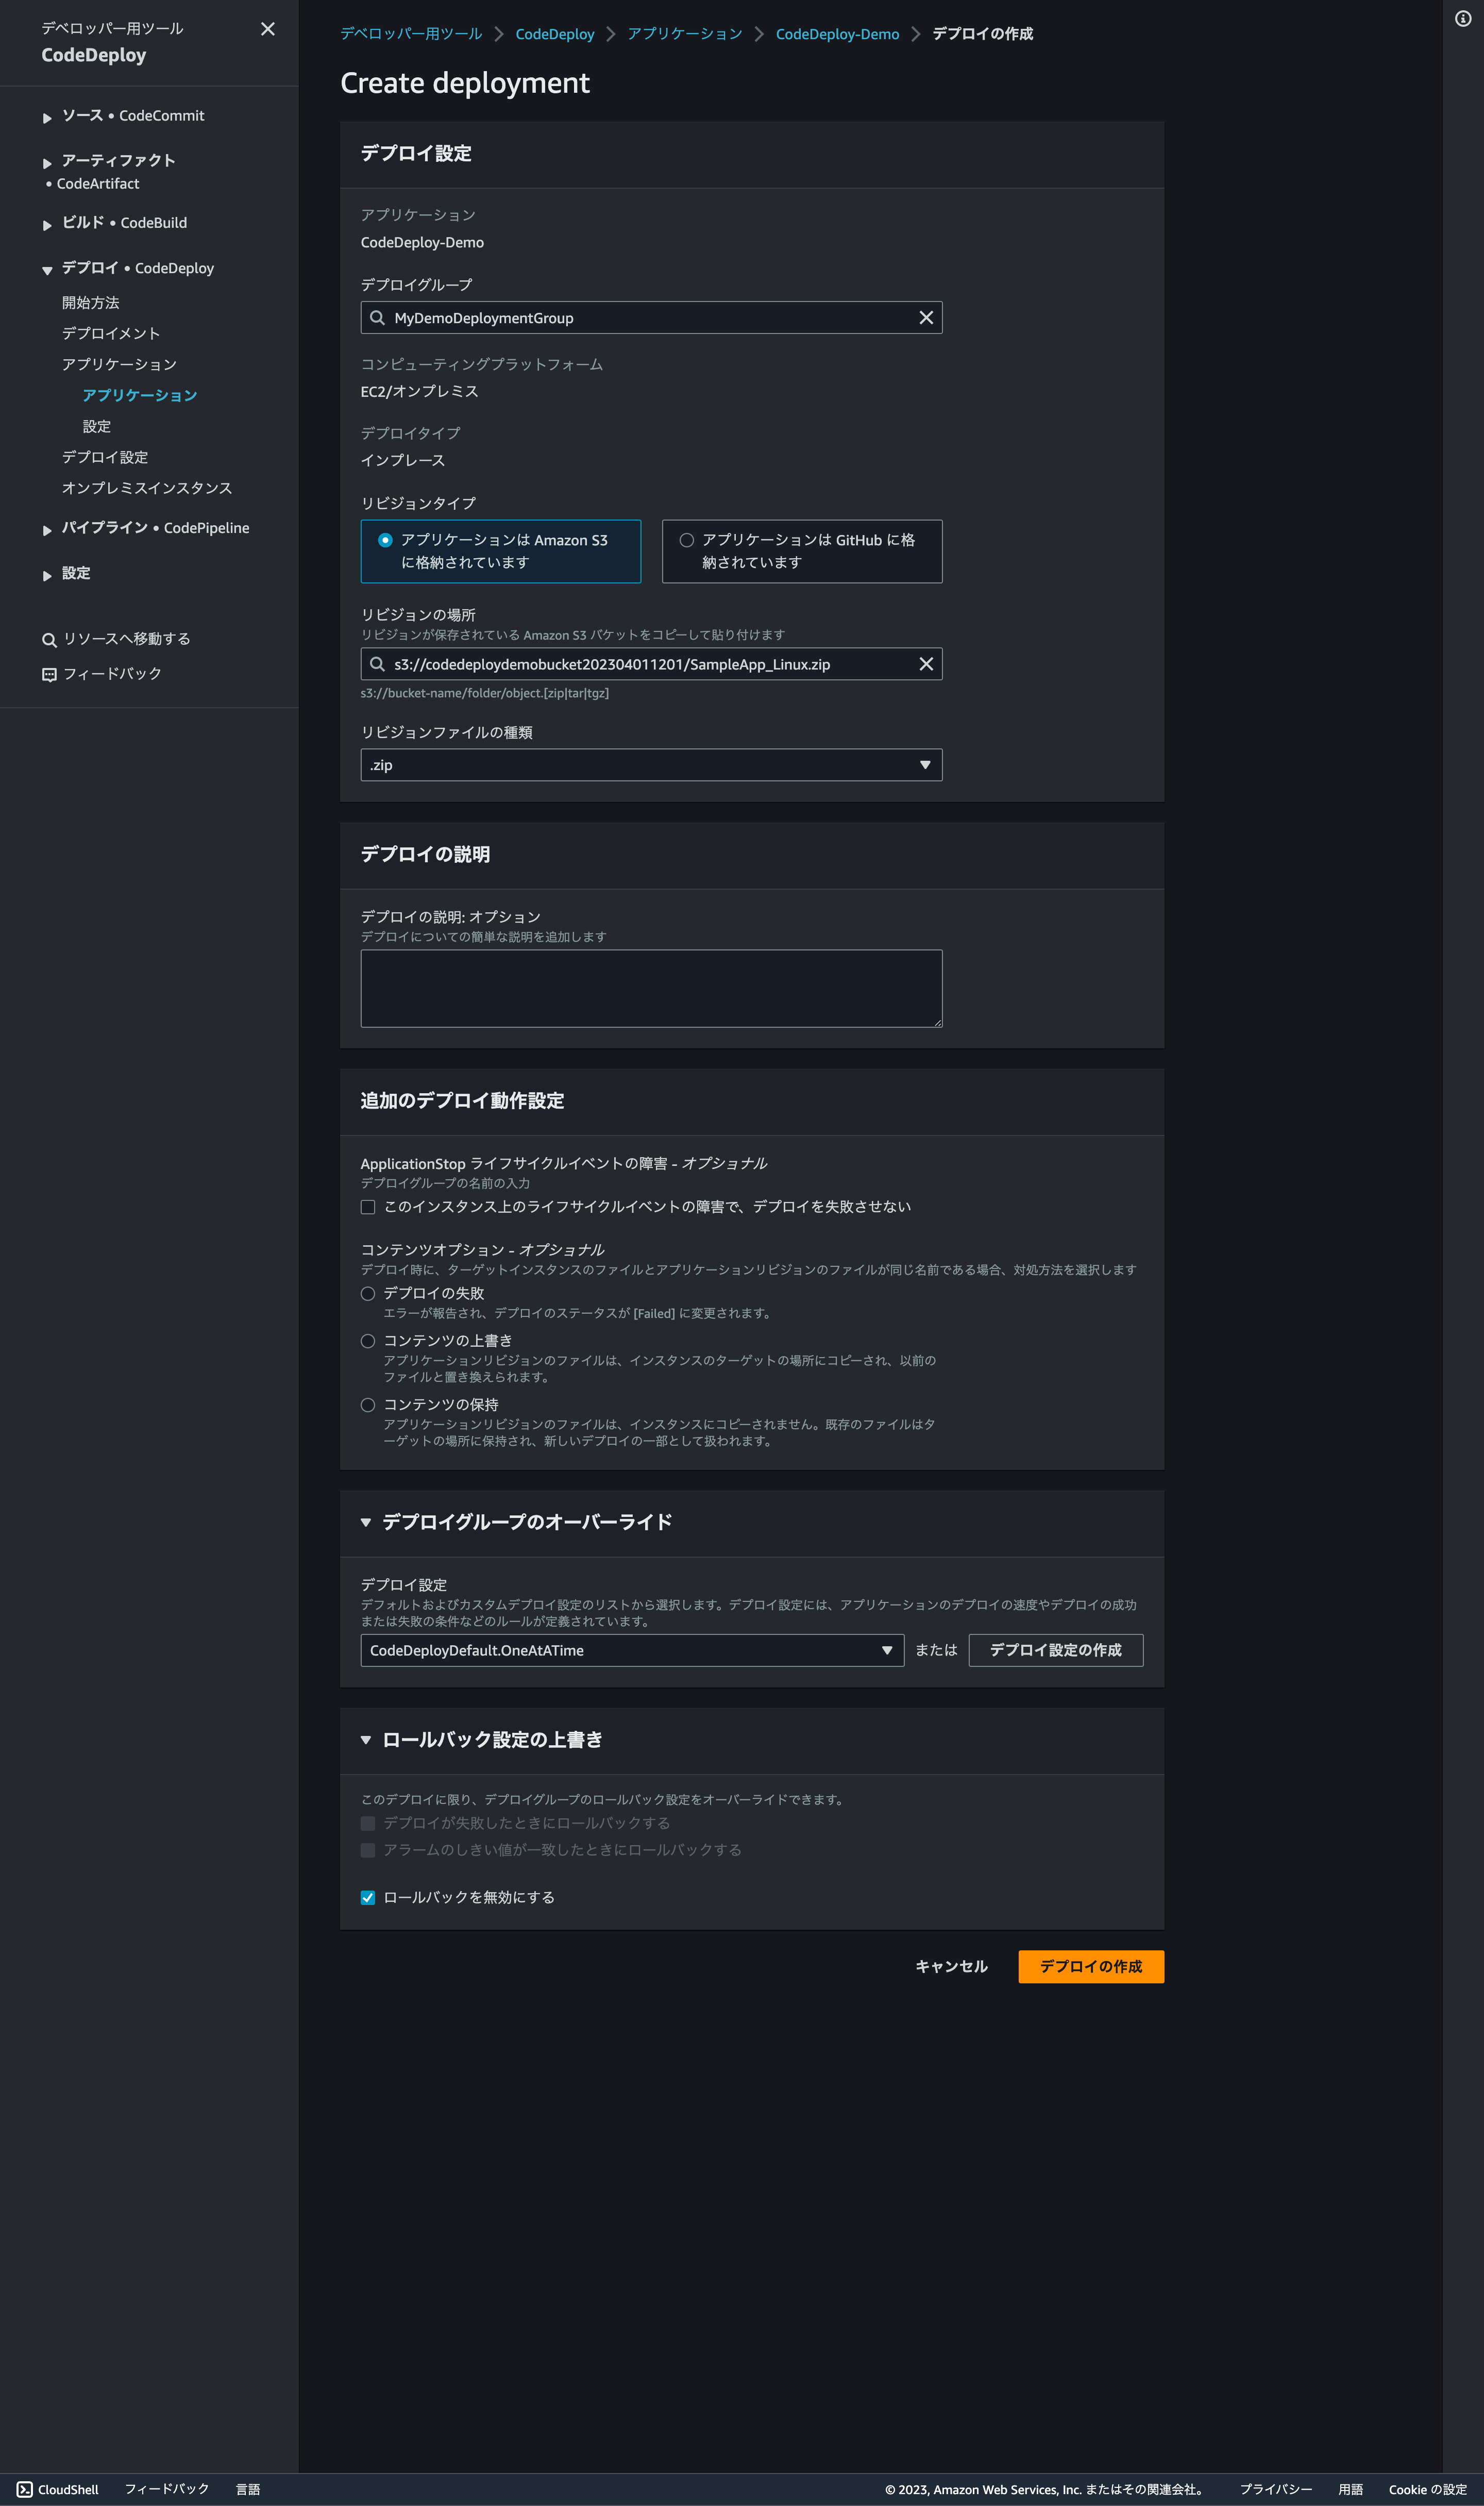 デベロッパー用ツール
CodeDeploy
ソース • CodeCommit
アーティファクト
• CodeArtifact
ビルド • CodeBuild
デプロイ • CodeDeploy
開始方法
デプロイメント
アプリケーション
アプリケーション
設定
デプロイ設定
オンプレミスインスタンス
パイプライン • CodePipeline
設定
リソースへ移動する
フィードバック
デベロッパー用ツール > CodeDeploy > アプリケーション > CodeDeploy-Demo > デプロイの作成
Create deployment
デプロイ設定
アプリケーション
CodeDeploy-Demo
デプロイグループ
MyDemoDeploymentGroup
コンピューティングプラットフォーム
EC2/オンプレミス
デプロイタイプ
インプレース
リビジョンタイプ
アプリケーションは Amazon S3
に格納されています
アプリケーションは GitHub に格
納されています
リビジョンの場所
リビジョンが保存されている Amazon S3 バケットをコピーして貼り付けます
s3://codedeploydemobucket202304011201/SampleApp_Linux.zip
s3://bucket-name/folder/object.[zip|tar|tgz]
リビジョンファイルの種類
.zip
デプロイの説明
デプロイの説明: オプション
デプロイについての簡単な説明を追加します
追加のデプロイ動作設定
ApplicationStop ライフサイクルイベントの障害 - オプショナル
デプロイグループの名前の入力
このインスタンス上のライフサイクルイベントの障害で、デプロイを失敗させない
コンテンツオプション - オプショナル
デプロイ時に、ターゲットインスタンスのファイルとアプリケーションリビジョンのファイルが同じ名前である場合、対処方法を選択します
デプロイの失敗
エラーが報告され、デプロイのステータスが [Failed] に変更されます。
コンテンツの上書き
アプリケーションリビジョンのファイルは、インスタンスのターゲットの場所にコピーされ、以前の
ファイルと置き換えられます。
コンテンツの保持
アプリケーションリビジョンのファイルは、インスタンスにコピーされません。既存のファイルはタ
ーゲットの場所に保持され、新しいデプロイの一部として扱われます。
デプロイグループのオーバーライド
デプロイ設定
デフォルトおよびカスタムデプロイ設定のリストから選択します。デプロイ設定には、アプリケーションのデプロイの速度やデプロイの成功
または失敗の条件などのルールが定義されています。
CodeDeployDefault.OneAtATime または デプロイ設定の作成
ロールバック設定の上書き
このデプロイに限り、デプロイグループのロールバック設定をオーバーライドできます。
デプロイが失敗したときにロールバックする
アラームのしきい値が一致したときにロールバックする
ロールバックを無効にする
キャンセル デプロイの作成
CloudShell フィードバック 言語 © 2023, Amazon Web Services, Inc. またはその関連会社。 プライバシー 用語 Cookie の設定